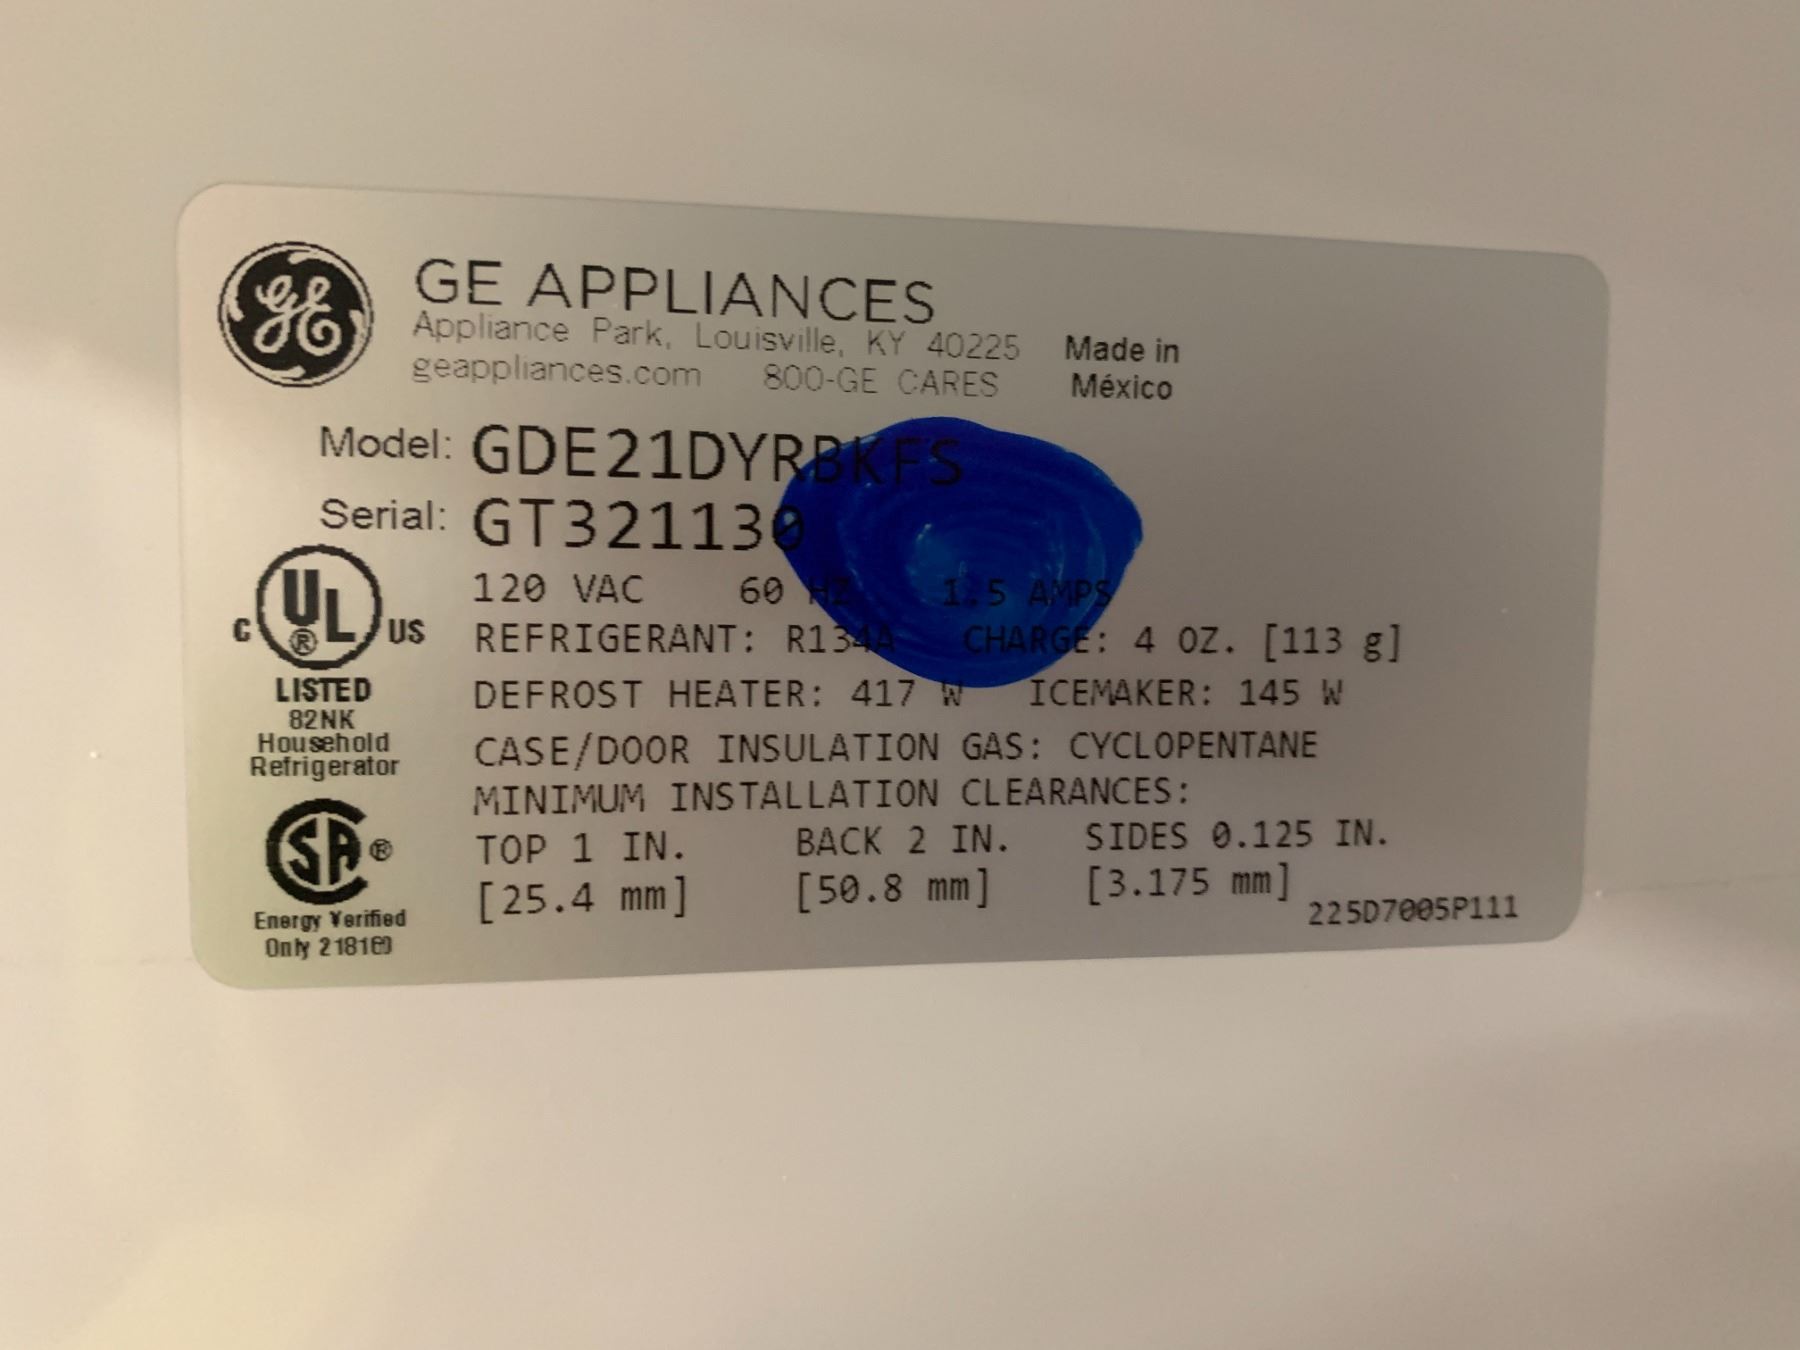 GE APPLIANCES
Appliance Park, Louisville, KY 40225
geappliances.com 800-GE CARES
Made in
México
Model: GDE21DYRBKFS
Serial: GT321130
120 VAC 60 HZ 1.5 AMPS
REFRIGERANT: R134A CHARGE: 4 OZ. [113 g]
DEFROST HEATER: 417 W ICEMAKER: 145 W
CASE/DOOR INSULATION GAS: CYCLOPENTANE
MINIMUM INSTALLATION CLEARANCES:
TOP 1 IN. BACK 2 IN. SIDES 0.125 IN.
[25.4 mm] [50.8 mm] [3.175 mm]
225D7005P111
GE
C UL® US
LISTED
82NK
Household
Refrigerator
SA®
Energy Verified
Only 218169